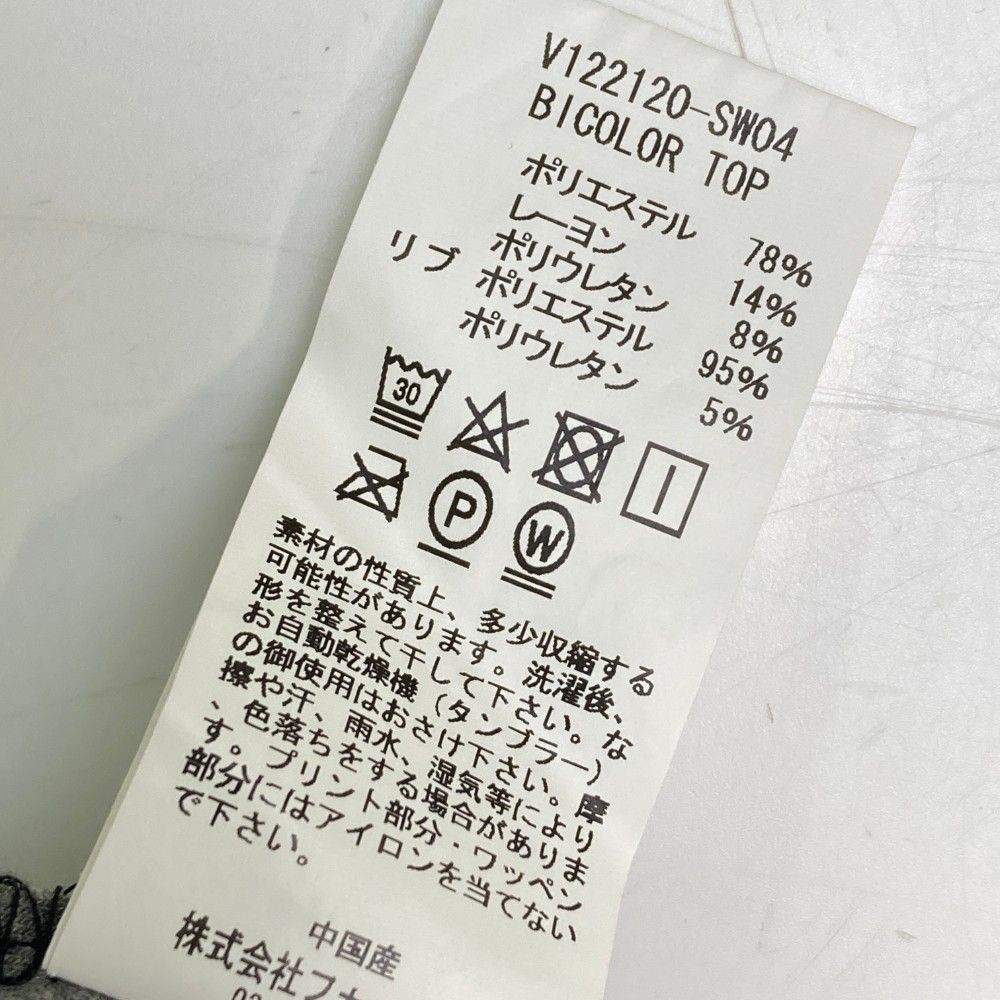 V122120-SW04
BICOLOR TOP
ポリエステル 78%
レーヨン 14%
ポリウレタン 8%
リブ ポリエステル 95%
ポリウレタン 5%
30
P
W
素材の性質上、多少収縮する
可能性があります。洗濯後、
形を整えて干して下さい。な
お自動乾燥機(タンブラー)
の御使用はおさけ下さい。摩
擦や汗、雨水、湿気等により
、色落ちをする場合がありま
す。プリント部分・ワッペン
部分にはアイロンを当てない
で下さい。
中国産
株式会社フ